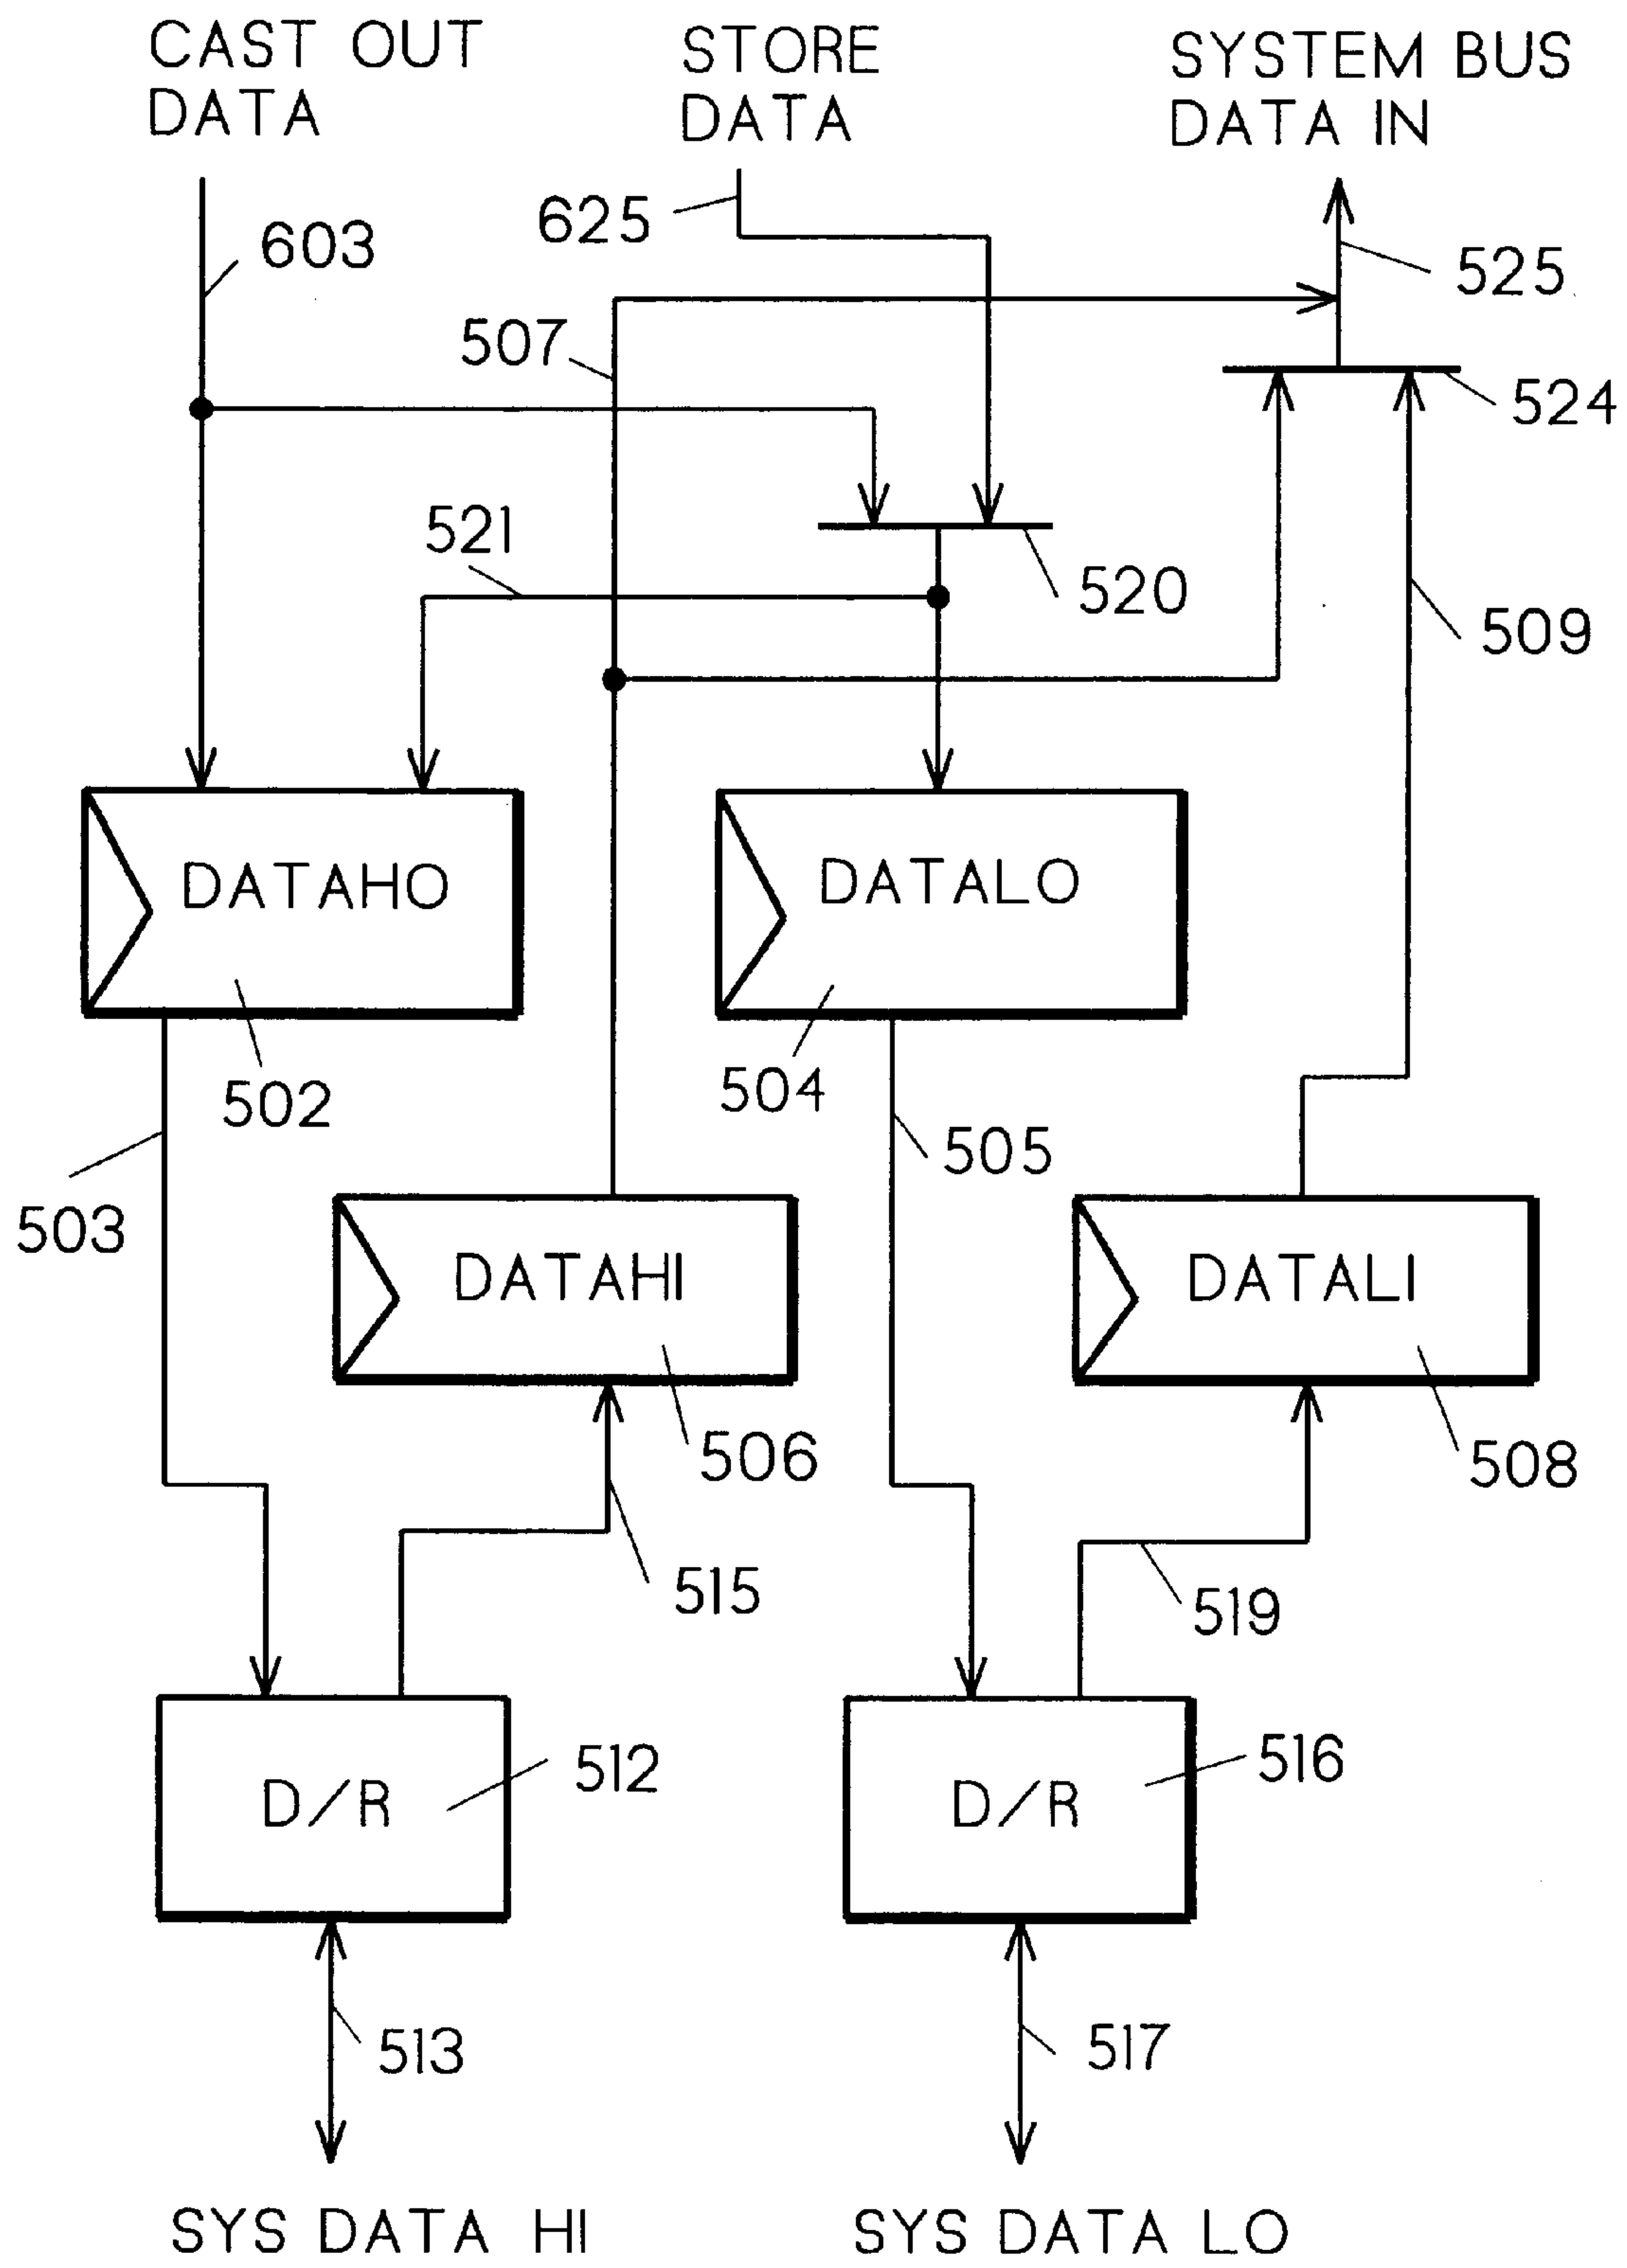 CAST OUT
DATA
STORE
DATA
SYSTEM BUS
DATA IN
603
625
525
507
524
521
520
509
DATAHO
DATALO
502
504
503
505
DATAHI
DATALI
506
508
515
519
D/R
512
D/R
516
513
517
SYS DATA HI
SYS DATA LO